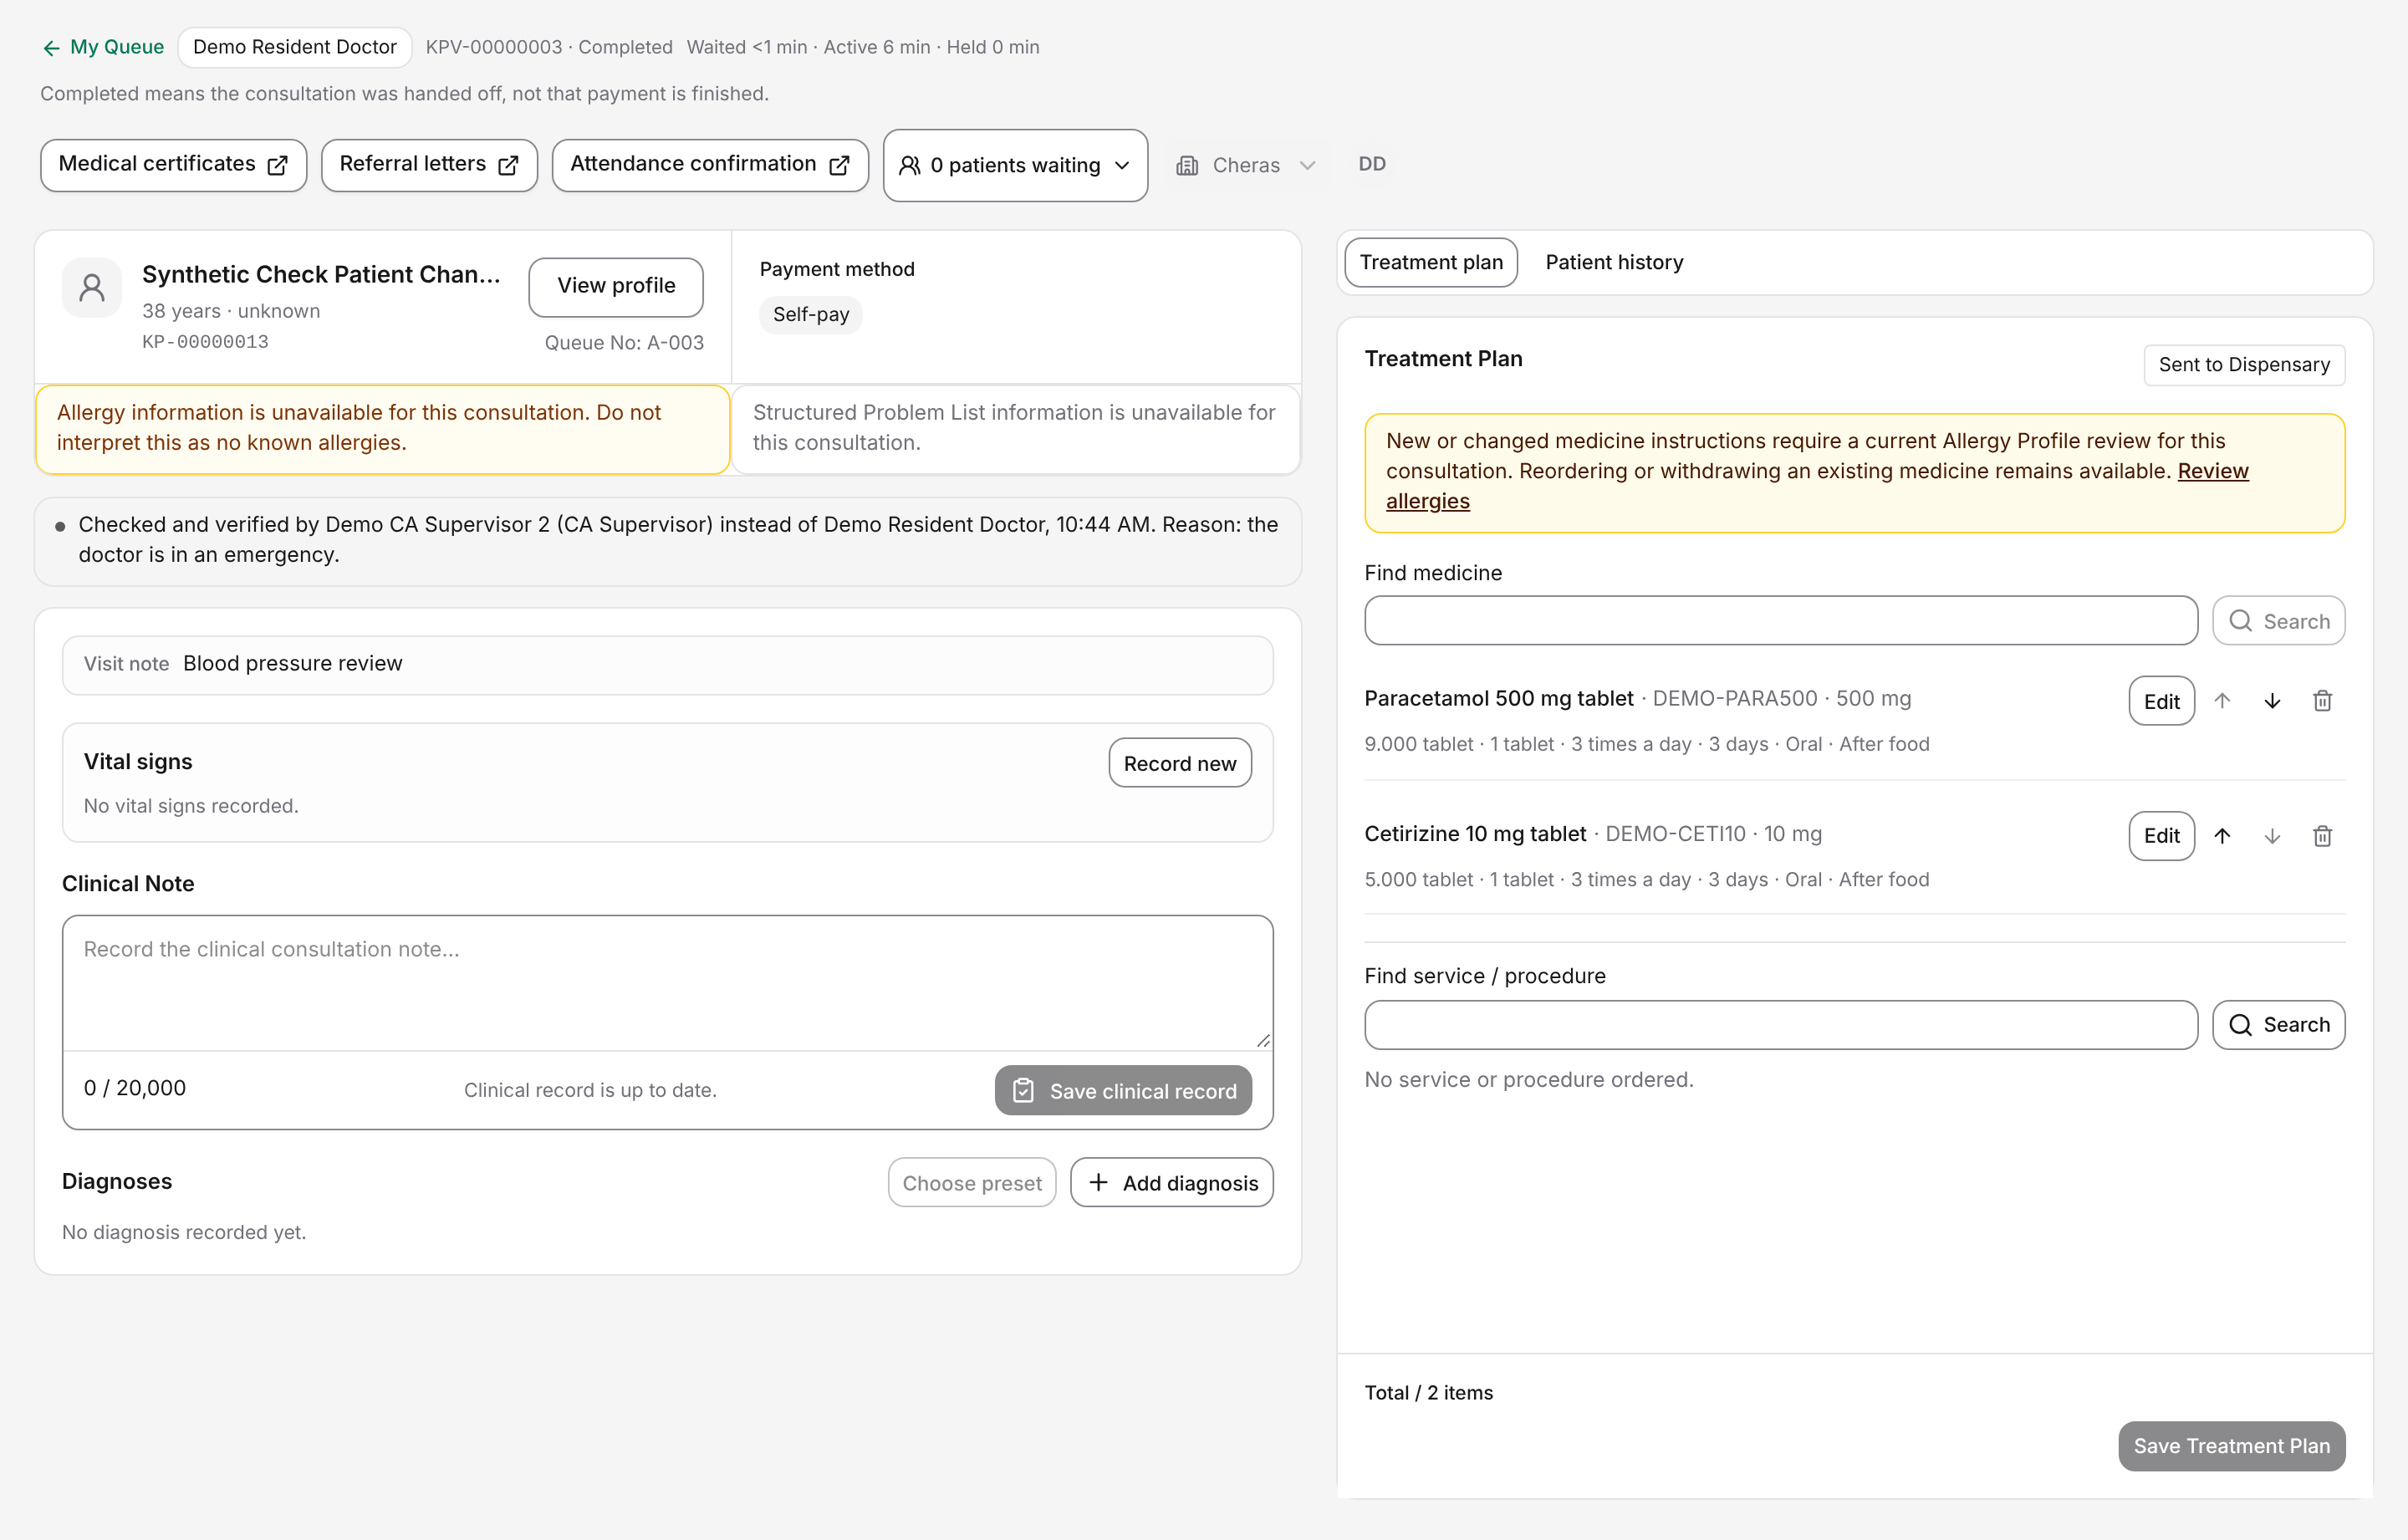 My Queue
Demo Resident Doctor
KPV-00000003 · Completed
Waited <1 min · Active 6 min · Held 0 min
Completed means the consultation was handed off, not that payment is finished.
Medical certificates
Referral letters
Attendance confirmation
0 patients waiting
Cheras
DD
Synthetic Check Patient Chan...
38 years · unknown
KP-00000013
View profile
Queue No: A-003
Payment method
Self-pay
Allergy information is unavailable for this consultation. Do not
interpret this as no known allergies.
Structured Problem List information is unavailable for
this consultation.
Checked and verified by Demo CA Supervisor 2 (CA Supervisor) instead of Demo Resident Doctor, 10:44 AM. Reason: the
doctor is in an emergency.
Visit note Blood pressure review
Vital signs
Record new
No vital signs recorded.
Clinical Note
Record the clinical consultation note...
0 / 20,000
Clinical record is up to date.
Save clinical record
Diagnoses
Choose preset
Add diagnosis
No diagnosis recorded yet.
Treatment plan
Patient history
Treatment Plan
Sent to Dispensary
New or changed medicine instructions require a current Allergy Profile review for this
consultation. Reordering or withdrawing an existing medicine remains available. Review
allergies
Find medicine
Search
Paracetamol 500 mg tablet · DEMO-PARA500 · 500 mg
Edit
9.000 tablet · 1 tablet · 3 times a day · 3 days · Oral · After food
Cetirizine 10 mg tablet · DEMO-CETI10 · 10 mg
Edit
5.000 tablet · 1 tablet · 3 times a day · 3 days · Oral · After food
Find service / procedure
Search
No service or procedure ordered.
Total / 2 items
Save Treatment Plan